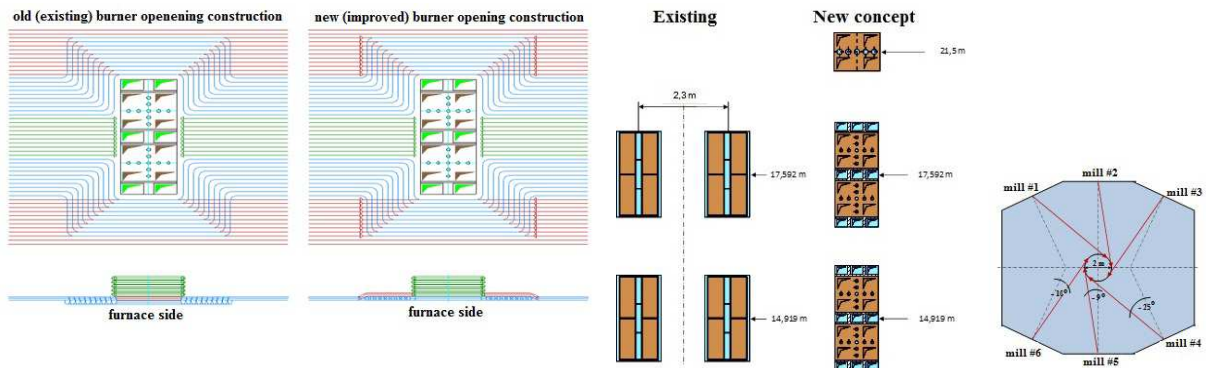 old (existing) burner openening construction
new (improved) burner opening construction
furnace side
furnace side
Existing
New concept
21,5 m
2,3 m
17,592 m
17,592 m
14,919 m
14,919 m
mill #1
mill #2
mill #3
2 m
- 9°
- 25°
mill #6
mill #5
mill #4